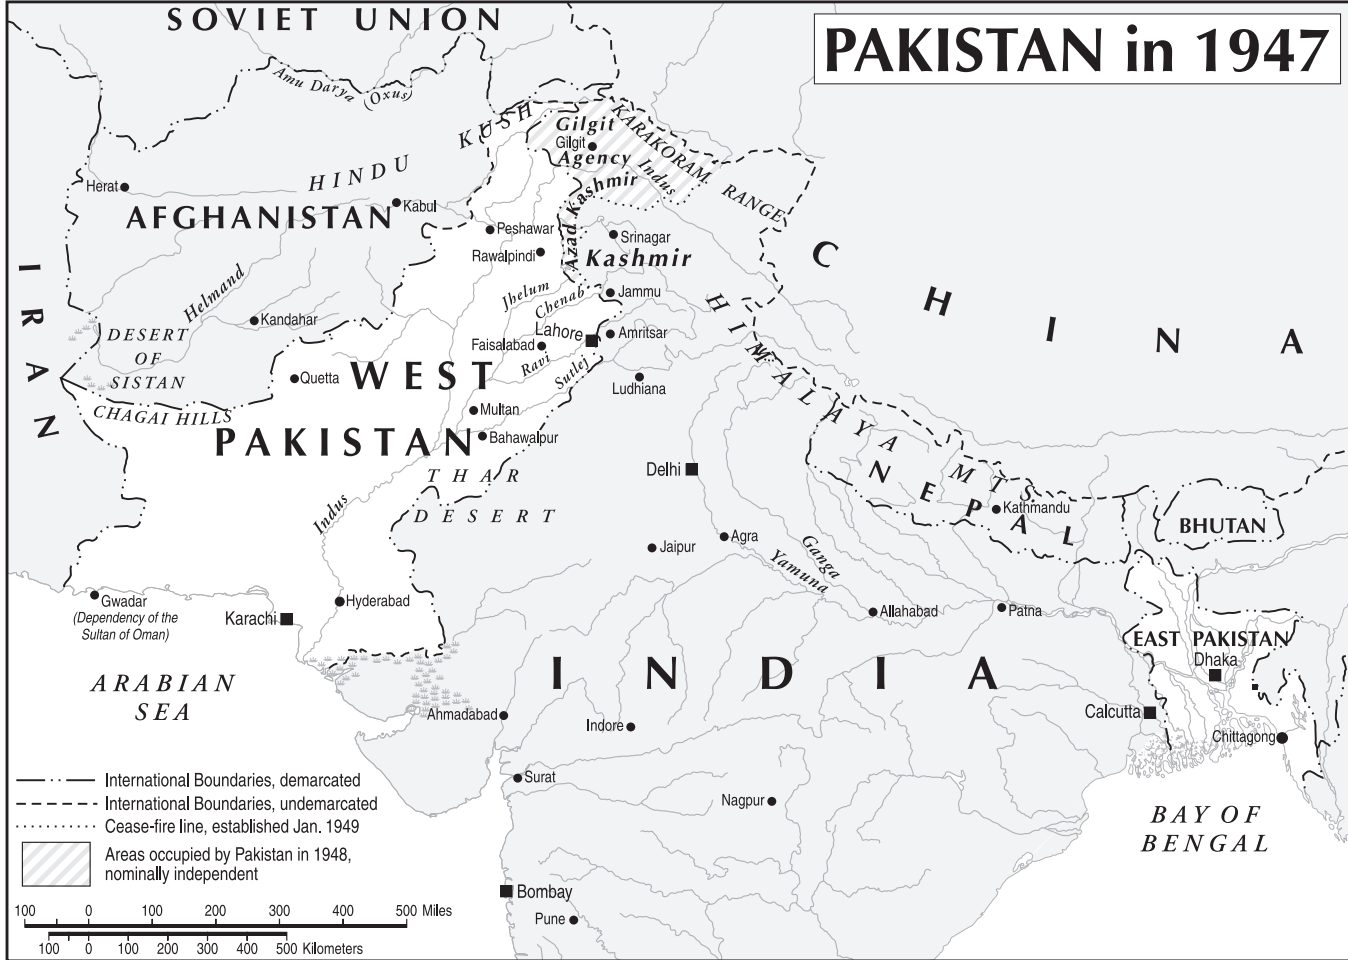 SOVIET UNION
PAKISTAN in 1947
Amu Darya (Oxus)
HINDU KUSH
KARAKORAM RANGE
Gilgit
Gilgit
Agency
Indus
Herat
AFGHANISTAN
Kabul
Azad Kashmir
Peshawar
Rawalpindi
Srinagar
Kashmir
CHINA
IRAN
Helmand
Jhelum
Chenab
Jammu
HIMALAYA MTS.
Kandahar
DESERT
OF
SISTAN
Lahore
Amritsar
Faisalabad
Ravi
Sutlej
Ludhiana
Quetta
WEST
PAKISTAN
CHAGAI HILLS
Multan
Bahawalpur
THAR
DESERT
Delhi
NEPAL
Kathmandu
BHUTAN
Indus
Jaipur
Agra
Ganga
Yamuna
Gwadar
(Dependency of the
Sultan of Oman)
Karachi
Hyderabad
Allahabad
Patna
EAST PAKISTAN
Dhaka
INDIA
ARABIAN
SEA
Ahmadabad
Indore
Calcutta
Chittagong
Surat
Nagpur
BAY OF
BENGAL
Bombay
Pune
International Boundaries, demarcated
International Boundaries, undemarcated
Cease-fire line, established Jan. 1949
Areas occupied by Pakistan in 1948,
nominally independent
100 0 100 200 300 400 500 Miles
100 0 100 200 300 400 500 Kilometers